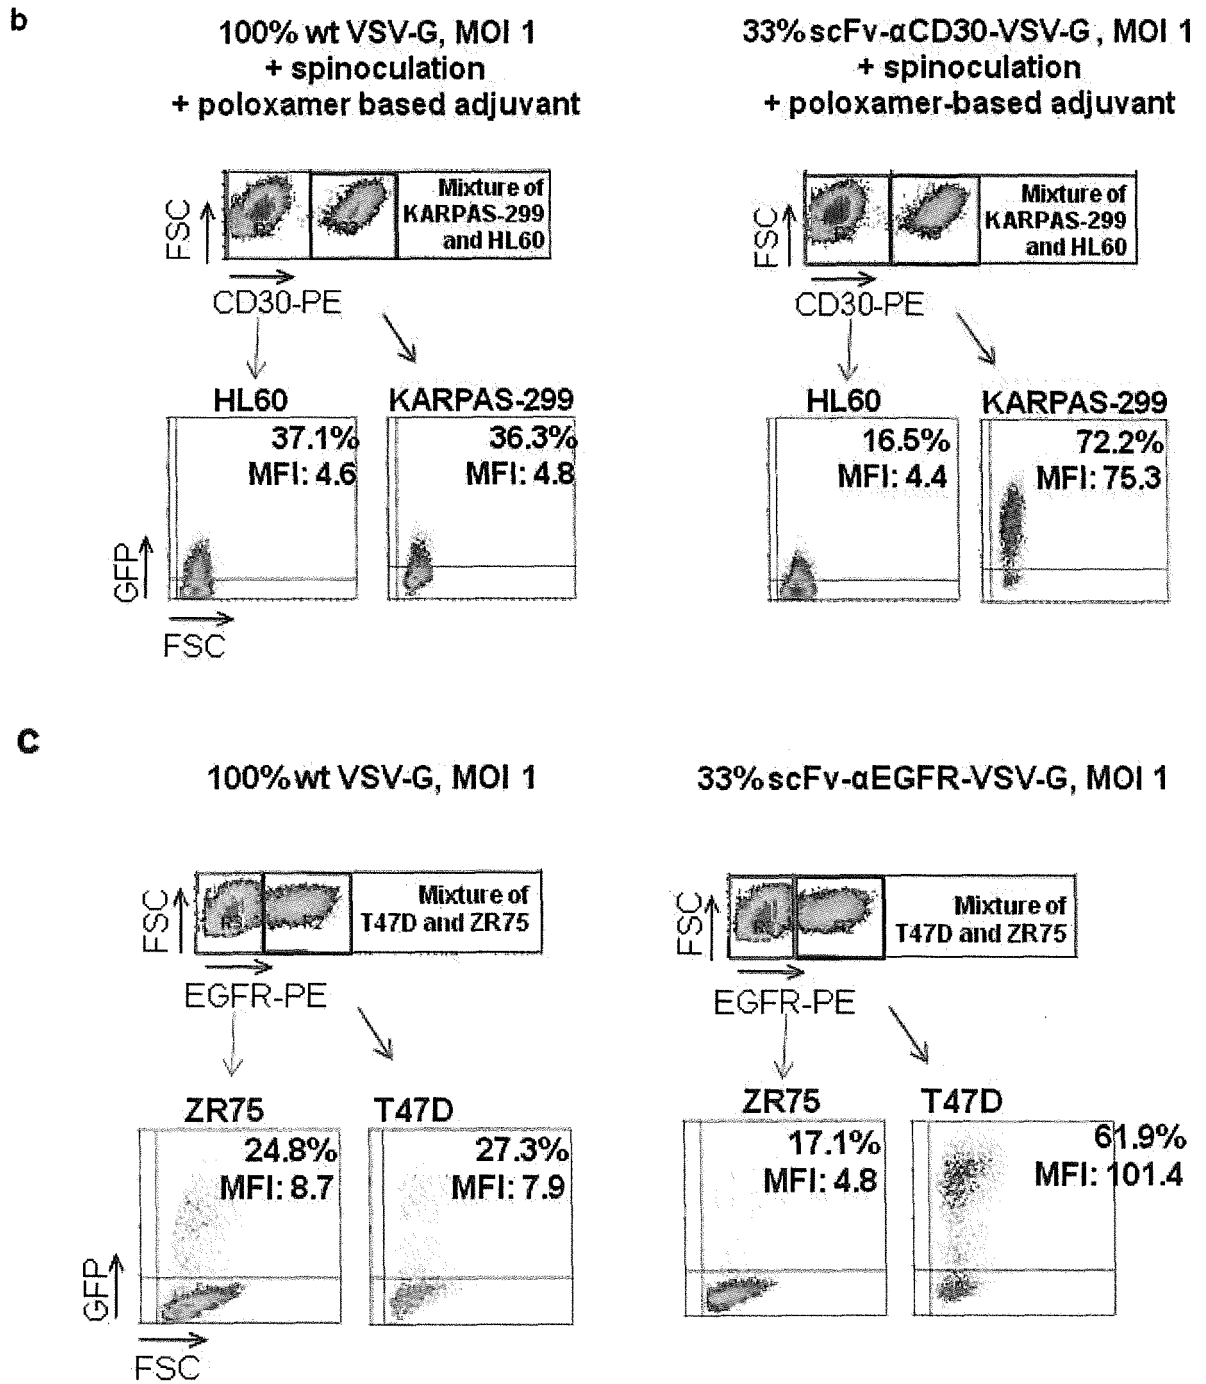 b
100% wt VSV-G, MOI 1
+ spinoculation
+ poloxamer based adjuvant
33% scFv-αCD30-VSV-G , MOI 1
+ spinoculation
+ poloxamer-based adjuvant
FSC
R2
R3
Mixture of
KARPAS-299
and HL60
CD30-PE
FSC
Mixture of
KARPAS-299
and HL60
CD30-PE
HL60
37.1%
MFI: 4.6
KARPAS-299
36.3%
MFI: 4.8
HL60
16.5%
MFI: 4.4
KARPAS-299
72.2%
MFI: 75.3
GFP
FSC
c
100% wt VSV-G, MOI 1
33% scFv-αEGFR-VSV-G, MOI 1
FSC
R3
R2
Mixture of
T47D and ZR75
EGFR-PE
FSC
R2
Mixture of
T47D and ZR75
EGFR-PE
ZR75
24.8%
MFI: 8.7
T47D
27.3%
MFI: 7.9
ZR75
17.1%
MFI: 4.8
T47D
61.9%
MFI: 101.4
GFP
FSC